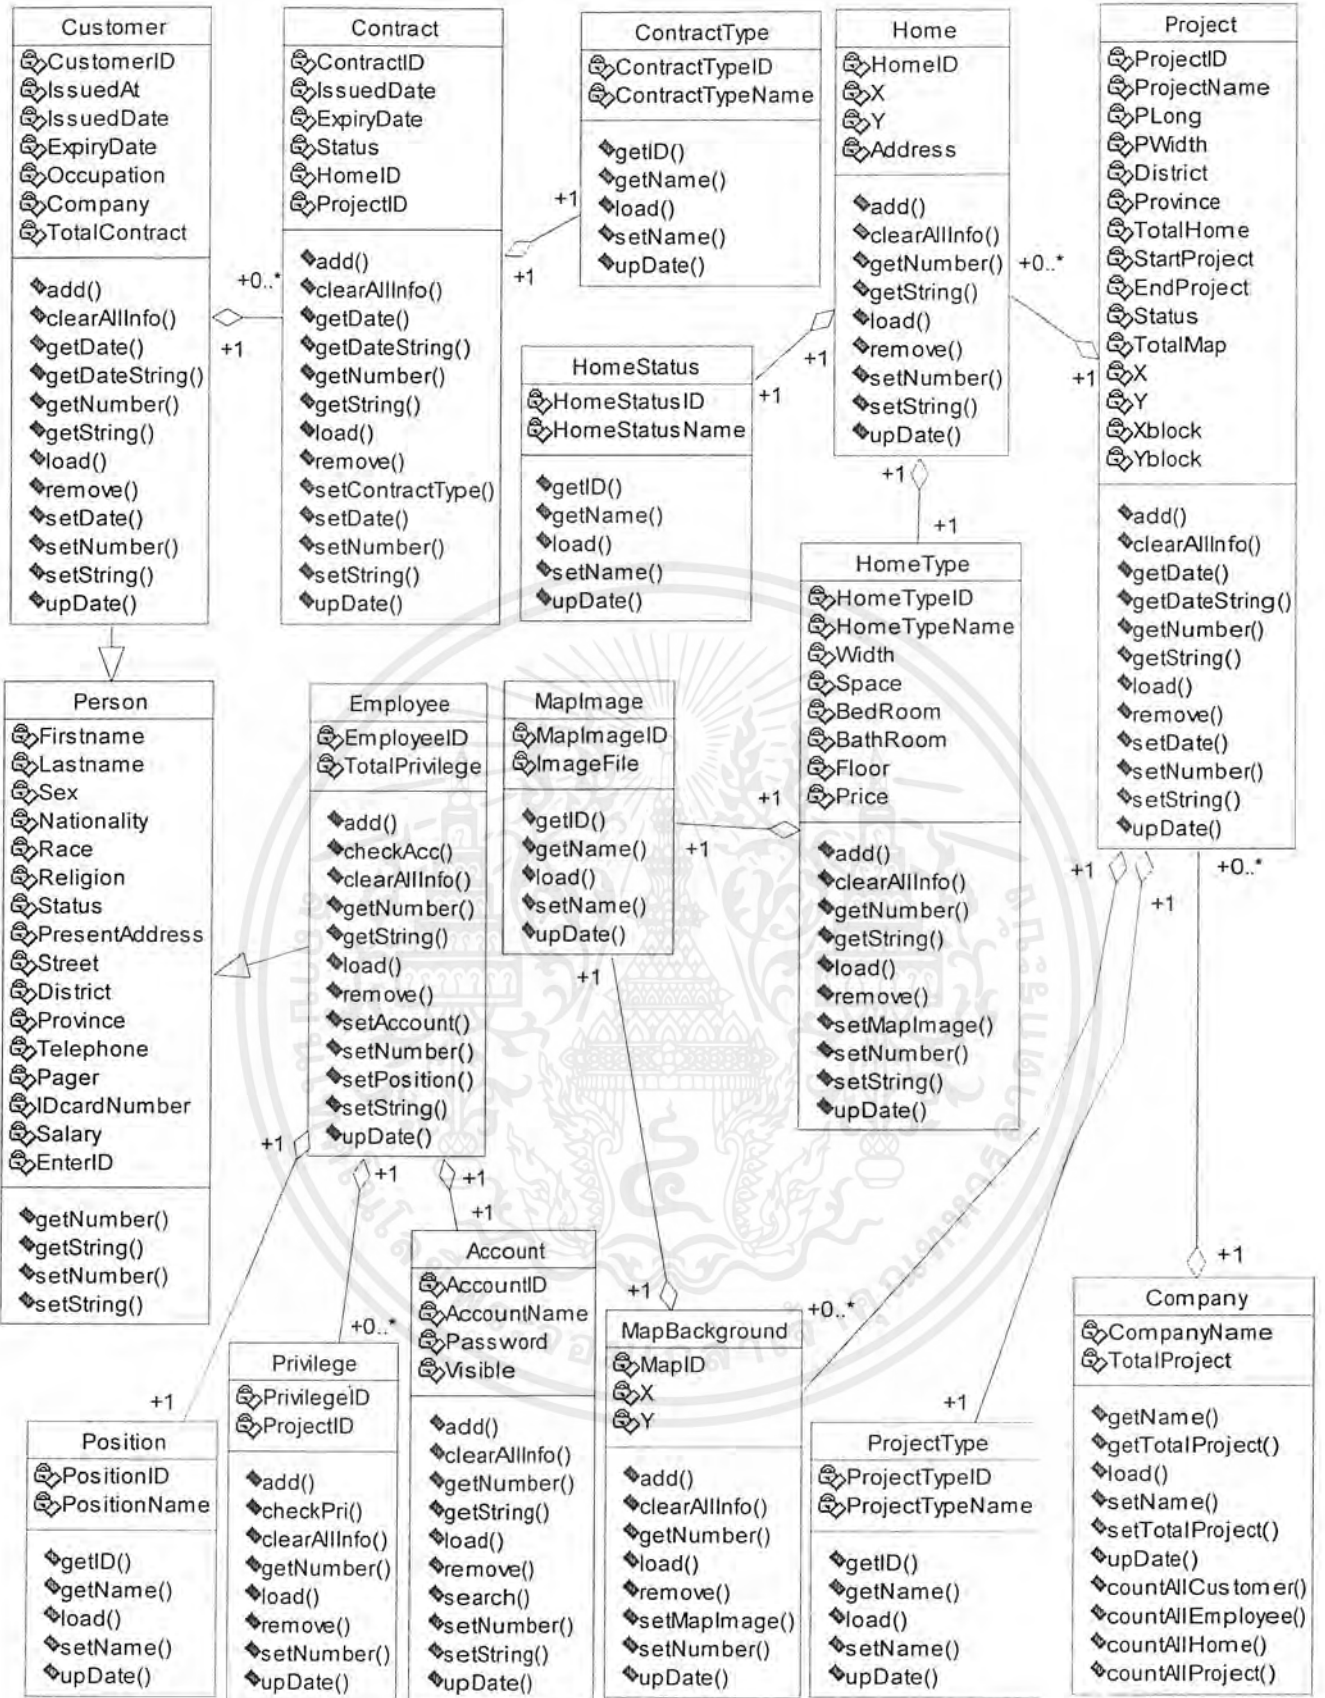 Customer
CustomerID
IssuedAt
IssuedDate
ExpiryDate
Occupation
Company
TotalContract
add()
clearAllInfo()
getDate()
getDateString()
getNumber()
getString()
load()
remove()
setDate()
setNumber()
setString()
upDate()
+0..*
+1
Contract
ContractID
IssuedDate
ExpiryDate
Status
HomeID
ProjectID
add()
clearAllInfo()
getDate()
getDateString()
getNumber()
getString()
load()
remove()
setContractType()
setDate()
setNumber()
setString()
upDate()
+1
+1
ContractType
ContractTypeID
ContractTypeName
getID()
getName()
load()
setName()
upDate()
Home
HomeID
X
Y
Address
add()
clearAllInfo()
getNumber()
getString()
load()
remove()
setNumber()
setString()
upDate()
+0..*
+1
+1
+1
+1
+1
Project
ProjectID
ProjectName
PLong
PWidth
District
Province
TotalHome
StartProject
EndProject
Status
TotalMap
X
Y
Xblock
Yblock
add()
clearAllInfo()
getDate()
getDateString()
getNumber()
getString()
load()
remove()
setDate()
setNumber()
setString()
upDate()
+1
+1
+0..*
HomeStatus
HomeStatusID
HomeStatusName
getID()
getName()
load()
setName()
upDate()
HomeType
HomeTypeID
HomeTypeName
Width
Space
BedRoom
BathRoom
Floor
Price
add()
clearAllInfo()
getNumber()
getString()
load()
remove()
setMapImage()
setNumber()
setString()
upDate()
+1
+1
Person
Firstname
Lastname
Sex
Nationality
Race
Religion
Status
PresentAddress
Street
District
Province
Telephone
Pager
IDcardNumber
Salary
EnterID
getNumber()
getString()
setNumber()
setString()
Employee
EmployeeID
TotalPrivilege
add()
checkAcc()
clearAllInfo()
getNumber()
getString()
load()
remove()
setAccount()
setNumber()
setPosition()
setString()
upDate()
+1
+1
+1
+1
+0..*
+1
MapImage
MapImageID
ImageFile
getID()
getName()
load()
setName()
upDate()
+1
+1
+0..*
+1
+1
Position
PositionID
PositionName
getID()
getName()
load()
setName()
upDate()
Privilege
PrivilegeID
ProjectID
add()
checkPri()
clearAllInfo()
getNumber()
load()
remove()
setNumber()
upDate()
Account
AccountID
AccountName
Password
Visible
add()
clearAllInfo()
getNumber()
getString()
load()
remove()
search()
setNumber()
setString()
upDate()
MapBackground
MapID
X
Y
add()
clearAllInfo()
getNumber()
load()
remove()
setMapImage()
setNumber()
upDate()
ProjectType
ProjectTypeID
ProjectTypeName
getID()
getName()
load()
setName()
upDate()
Company
CompanyName
TotalProject
getName()
getTotalProject()
load()
setName()
setTotalProject()
upDate()
countAllCustomer()
countAllEmployee()
countAllHome()
countAllProject()